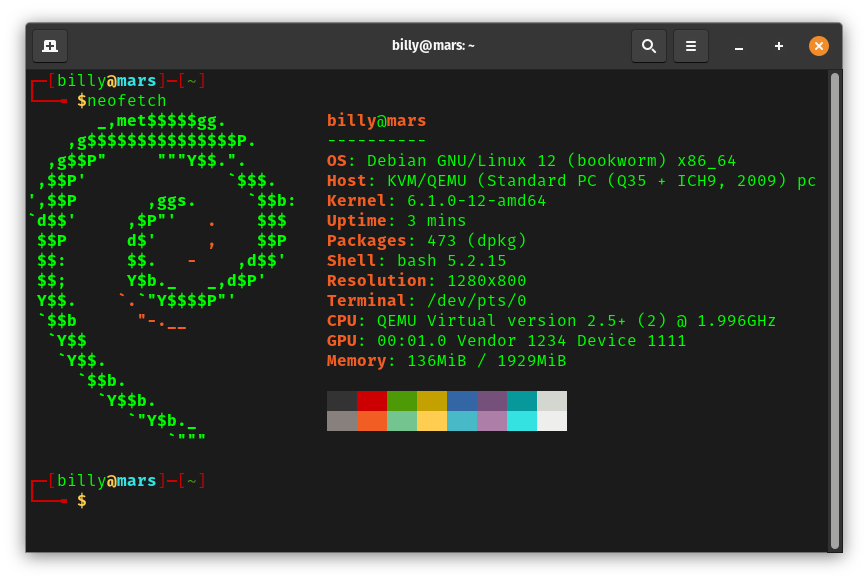 billy@mars: ~
┌─[billy@mars]─[~]
└──╼ $neofetch
       _,met$$$$$gg.
    ,g$$$$$$$$$$$$$$$P.
  ,g$$P"     """Y$$.".
 ,$$P'              `$$$.
',$$P       ,ggs.     `$$b:
`d$$'     ,$P"'   .    $$$
 $$P      d$'     ,    $$P
 $$:      $$.   -    ,d$$'
 $$;      Y$b._   _,d$P'
 Y$$.    `.`"Y$$$$P"'
 `$$b      "-.__
  `Y$$
   `Y$$.
     `$$b.
       `Y$$b.
          `"Y$b._
              `"""
billy@mars
----------
OS: Debian GNU/Linux 12 (bookworm) x86_64
Host: KVM/QEMU (Standard PC (Q35 + ICH9, 2009) pc
Kernel: 6.1.0-12-amd64
Uptime: 3 mins
Packages: 473 (dpkg)
Shell: bash 5.2.15
Resolution: 1280x800
Terminal: /dev/pts/0
CPU: QEMU Virtual version 2.5+ (2) @ 1.996GHz
GPU: 00:01.0 Vendor 1234 Device 1111
Memory: 136MiB / 1929MiB
┌─[billy@mars]─[~]
└──╼ $